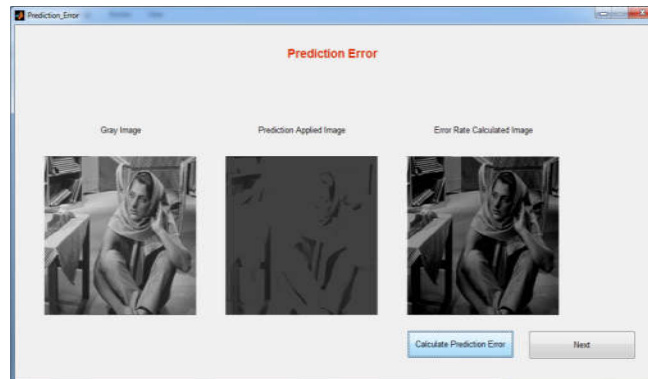 Prediction_Error
Prediction Error
Gray Image
Prediction Applied Image
Error Rate Calculated Image
Calculate Prediction Error
Next